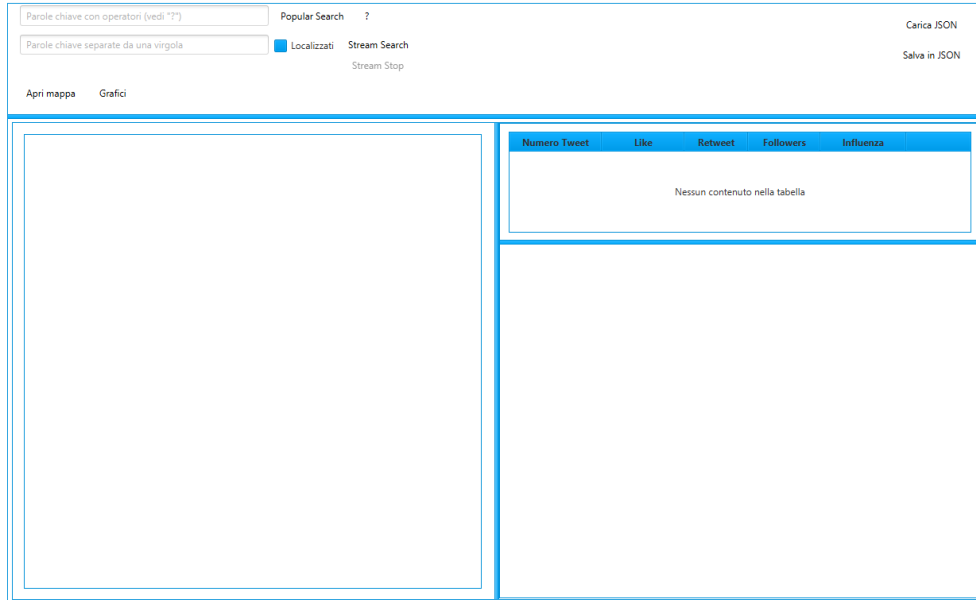 Parole chiave con operatori (vedi "?")
Popular Search
?
Carica JSON
Parole chiave separate da una virgola
Localizzati
Stream Search
Salva in JSON
Stream Stop
Apri mappa
Grafici
Numero Tweet
Like
Retweet
Followers
Influenza
Nessun contenuto nella tabella